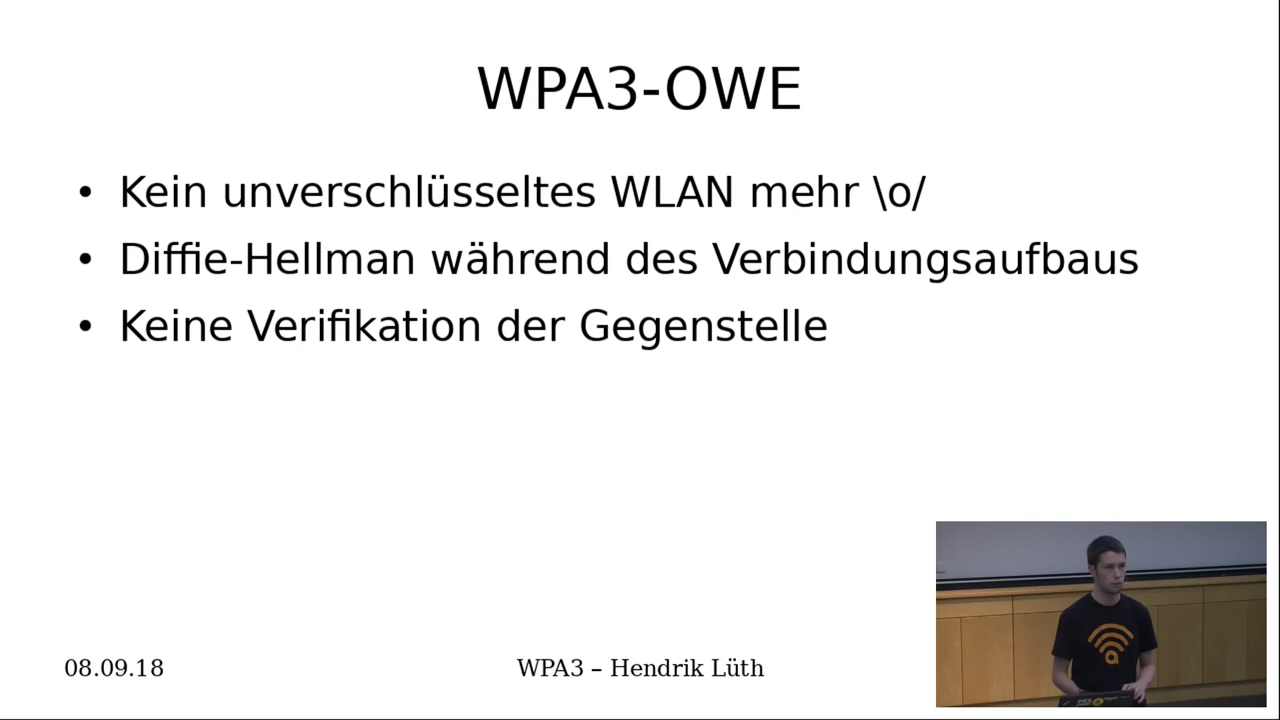 WPA3-OWE
• Kein unverschlüsseltes WLAN mehr \o/
• Diffie-Hellman während des Verbindungsaufbaus
• Keine Verifikation der Gegenstelle
08.09.18
WPA3 – Hendrik Lüth